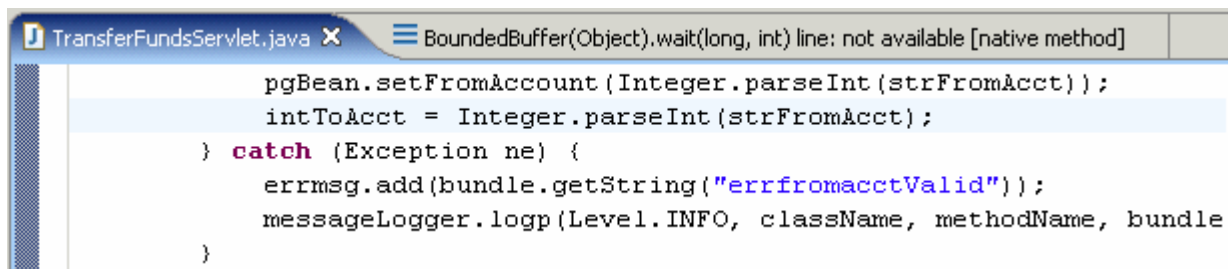 TransferFundsServlet.java
BoundedBuffer(Object).wait(long, int) line: not available [native method]
pgBean.setFromAccount(Integer.parseInt(strFromAcct));
intToAcct = Integer.parseInt(strFromAcct);
} catch (Exception ne) {
errmsg.add(bundle.getString("errfromacctValid"));
messageLogger.logp(Level.INFO, className, methodName, bundle
}